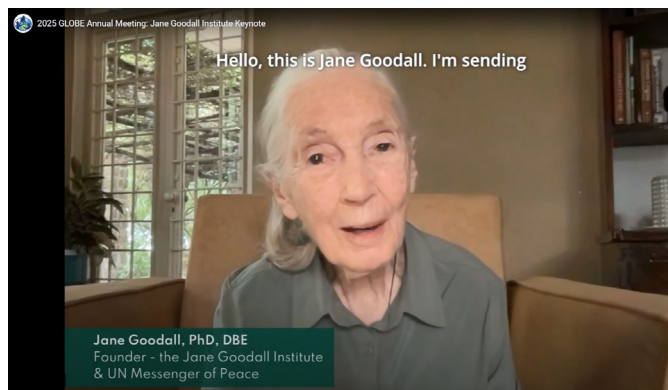 2025 GLOBE Annual Meeting: Jane Goodall Institute Keynote
Hello, this is Jane Goodall. I'm sending
Jane Goodall, PhD, DBE
Founder - the Jane Goodall Institute
& UN Messenger of Peace